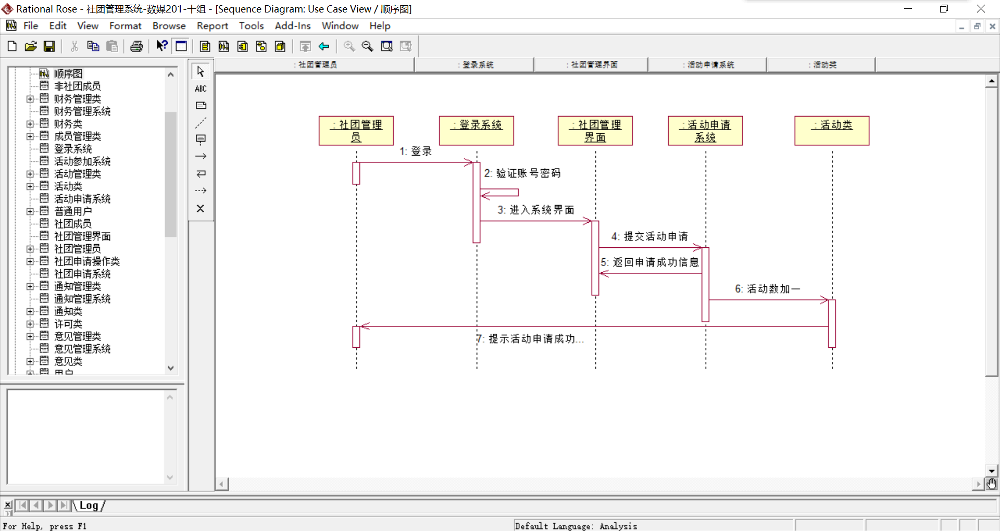 Rational Rose - 社团管理系统-数媒201-十组 - [Sequence Diagram: Use Case View / 顺序图]
File Edit View Format Browse Report Tools Add-Ins Window Help
: 社团管理员 : 登录系统 : 社团管理界面 : 活动申请系统 : 活动类
ABC
顺序图
非社团成员
财务管理类
财务管理系统
财务类
成员管理类
登录系统
活动参加系统
活动管理类
活动类
活动申请系统
普通用户
社团成员
社团管理界面
社团管理员
社团申请操作类
社团申请系统
通知管理类
通知管理系统
通知类
许可类
意见管理类
意见管理系统
意见类
用户
: 社团管理
员
: 登录系统
: 社团管理
界面
: 活动申请
系统
: 活动类
1: 登录
2: 验证账号密码
3: 进入系统界面
4: 提交活动申请
5: 返回申请成功信息
6: 活动数加一
7: 提示活动申请成功...
Log
For Help, press F1
Default Language: Analysis